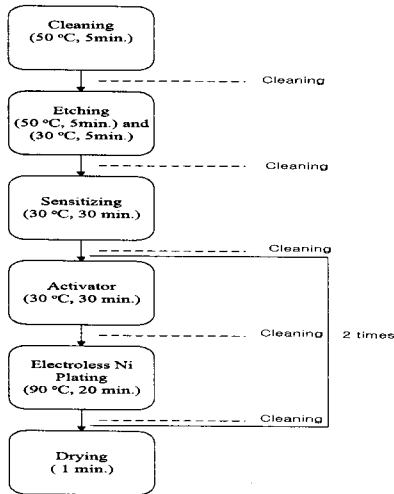 Cleaning
(50 °C, 5min.)
Cleaning
Etching
(50 °C, 5min.) and
(30 °C, 5min.)
Cleaning
Sensitizing
(30 °C, 30 min.)
Cleaning
Activator
(30 °C, 30 min.)
Cleaning
2 times
Electroless Ni
Plating
(90 °C, 20 min.)
Cleaning
Drying
( 1 min.)